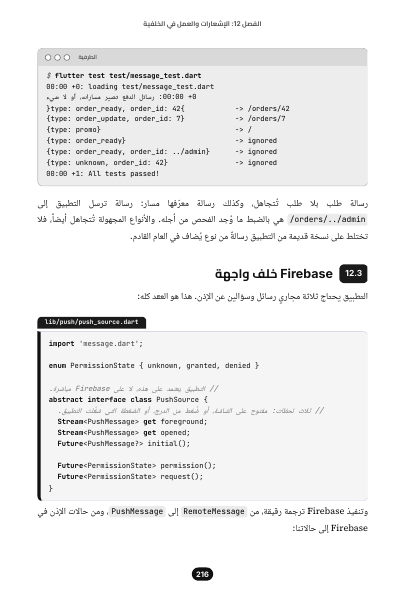 الفصل 12: الإشعارات والعمل في الخلفية
الطرفية
$ flutter test test/message_test.dart
00:00 +0: loading test/message_test.dart
00:00 +0: رسائل الدفع تصير مسارات، أو لا شيء
}type: order_ready, order_id: 42{ -> /orders/42
{type: order_update, order_id: 7} -> /orders/7
{type: promo} -> /
{type: order_ready} -> ignored
{type: order_ready, order_id: ../admin} -> ignored
{type: unknown, order_id: 42} -> ignored
00:00 +1: All tests passed!
رسالة طلب بلا طلب تُتجاهل، وكذلك رسالة معرّفها مسار: رسالة ترسل التطبيق إلى
/orders/../admin هي بالضبط ما وُجد الفحص من أجله. والأنواع المجهولة تُتجاهل أيضاً، فلا
تختلط على نسخة قديمة من التطبيق رسالةٌ من نوع يُضاف في العام القادم.
12.3 Firebase خلف واجهة
التطبيق يحتاج ثلاثة مجاري رسائل وسؤالين عن الإذن. هذا هو العقد كله:
lib/push/push_source.dart
import 'message.dart';
enum PermissionState { unknown, granted, denied }
// التطبيق يعتمد على هذه، لا على Firebase مباشرة.
abstract interface class PushSource {
// ثلاث لحظات: مفتوح على الشاشة، أو ضُغط من الدرج، أو الضغطة التي شغّلت التطبيق.
Stream<PushMessage> get foreground;
Stream<PushMessage> get opened;
Future<PushMessage?> initial();
Future<PermissionState> permission();
Future<PermissionState> request();
}
وتنفيذ Firebase ترجمة رقيقة، من RemoteMessage إلى PushMessage، ومن حالات الإذن في
Firebase إلى حالاتنا:
216